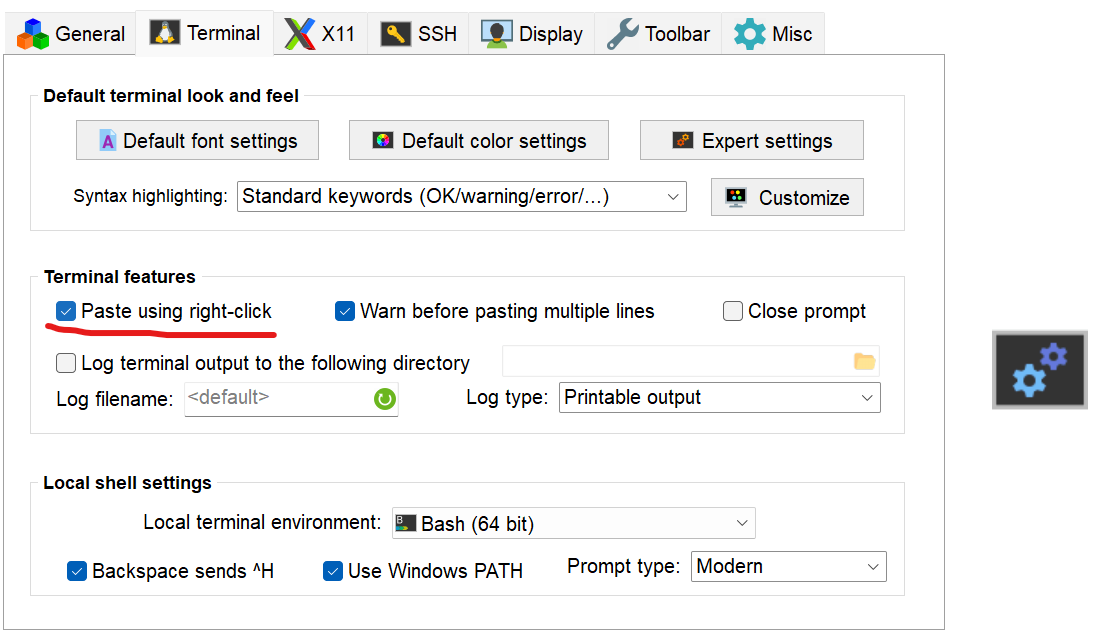 General Terminal X11 SSH Display Toolbar Misc
Default terminal look and feel
A Default font settings Default color settings Expert settings
Syntax highlighting: Standard keywords (OK/warning/error/...) Customize
Terminal features
Paste using right-click Warn before pasting multiple lines Close prompt
Log terminal output to the following directory
Log filename: <default> Log type: Printable output
Local shell settings
Local terminal environment: B Bash (64 bit)
Backspace sends ^H Use Windows PATH Prompt type: Modern